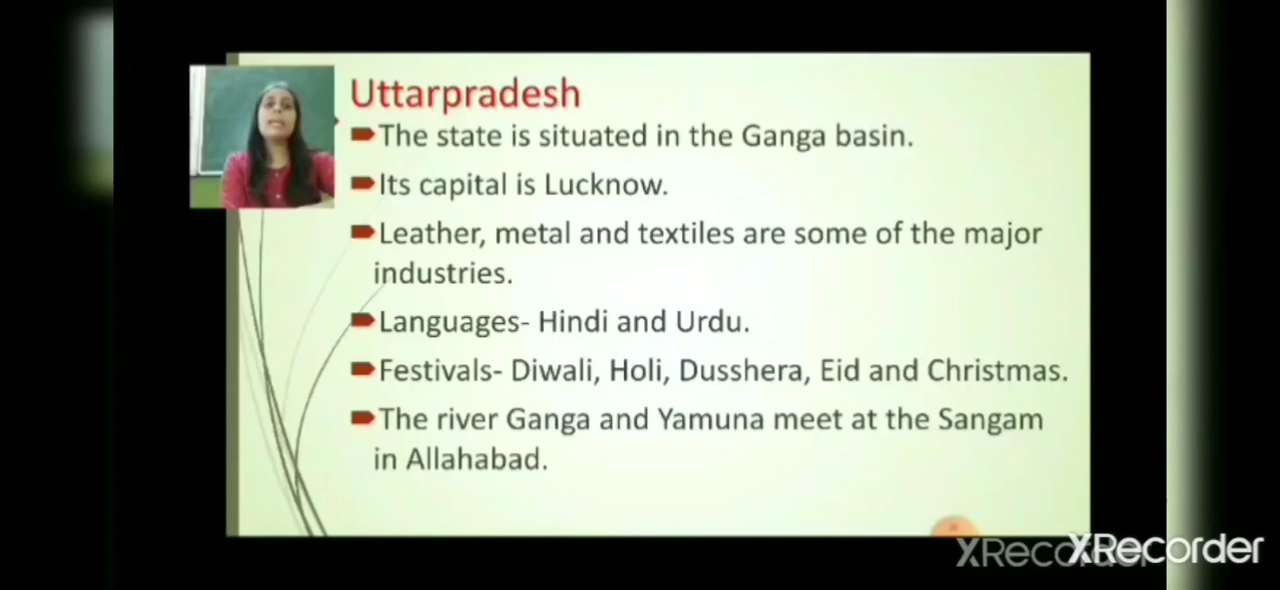 Uttarpradesh
The state is situated in the Ganga basin.
Its capital is Lucknow.
Leather, metal and textiles are some of the major
industries.
Languages- Hindi and Urdu.
Festivals- Diwali, Holi, Dusshera, Eid and Christmas.
The river Ganga and Yamuna meet at the Sangam
in Allahabad.
XRecorder
XRecorder